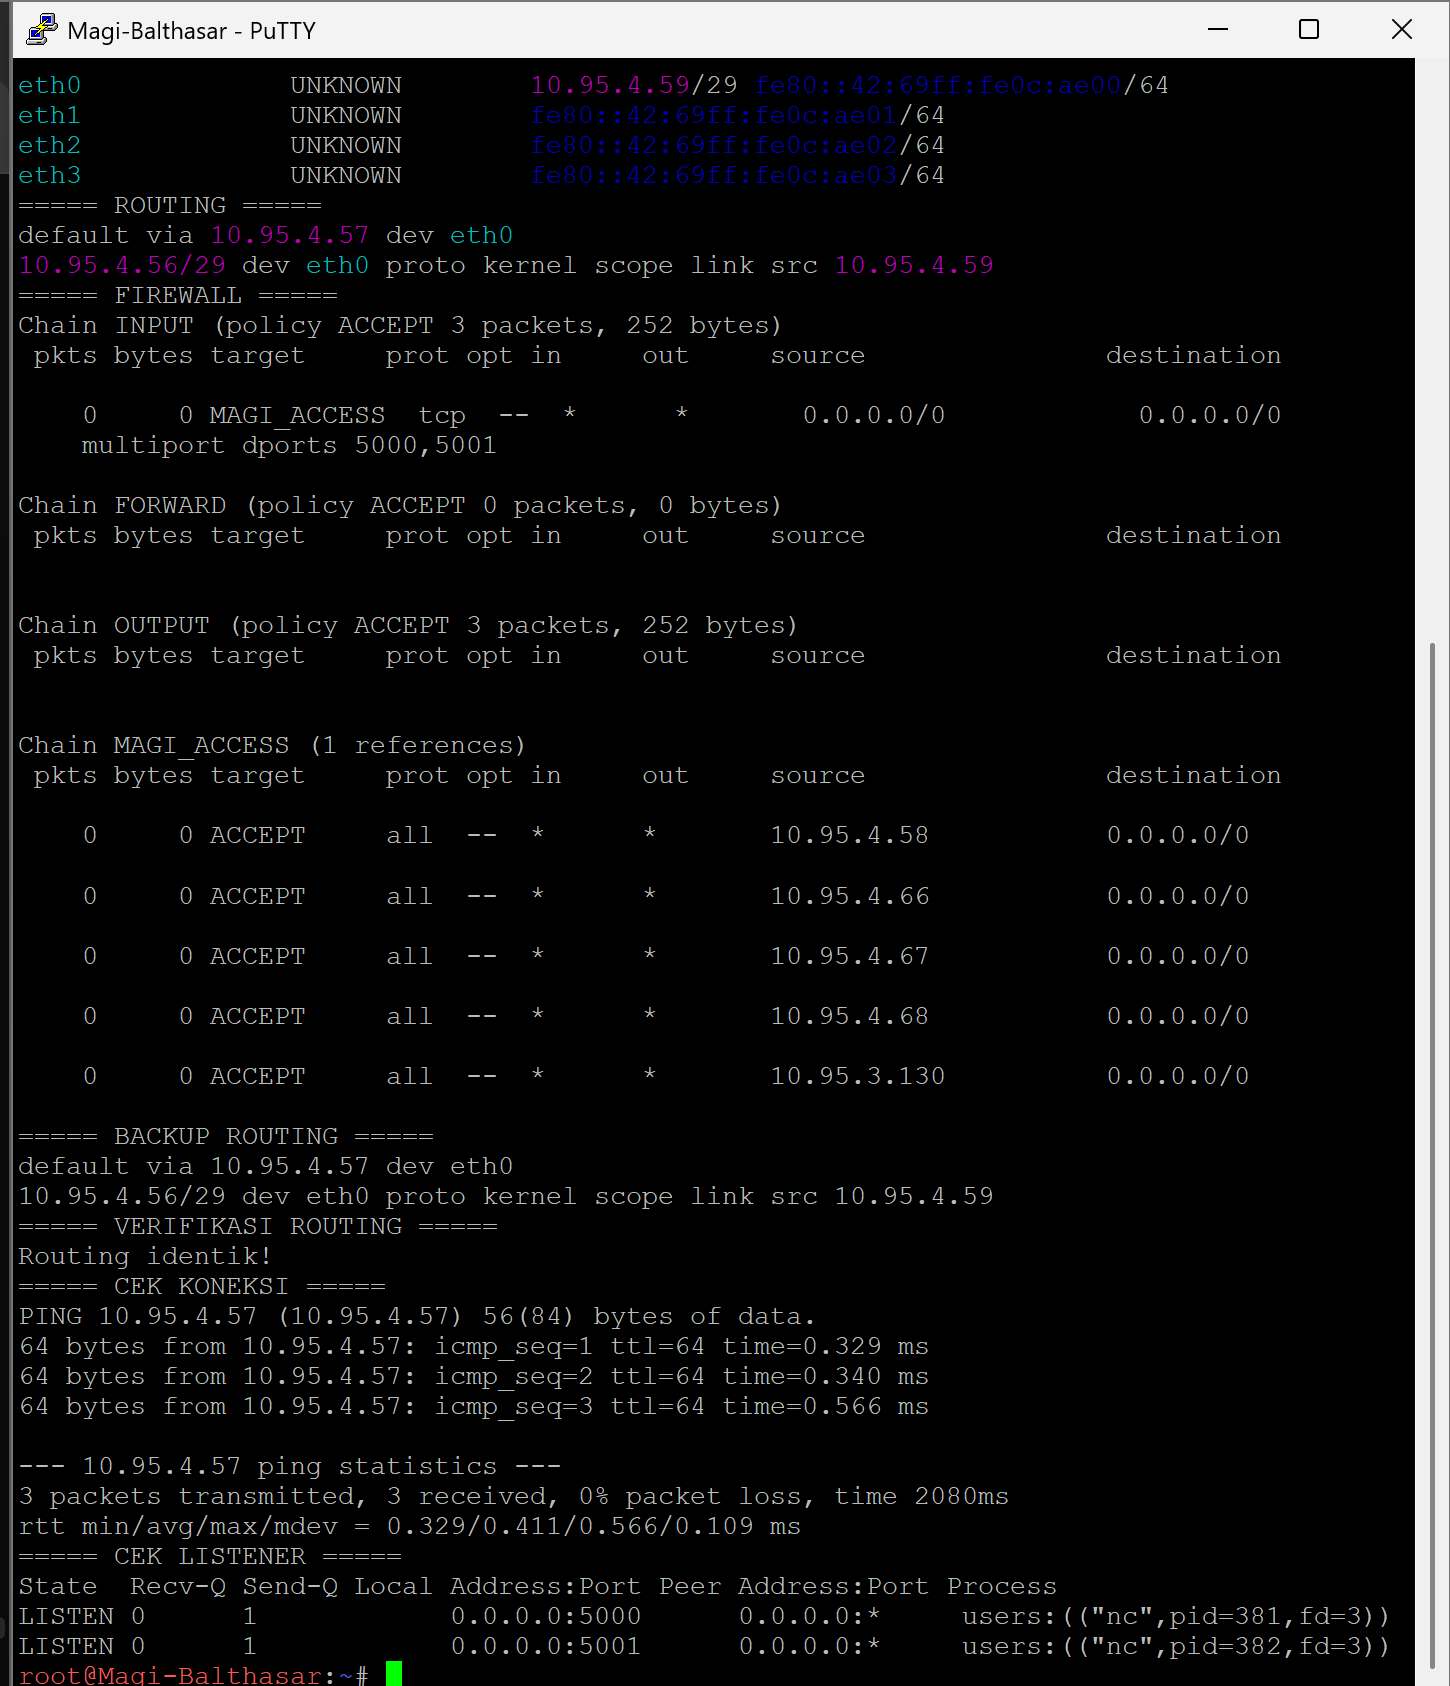 Magi-Balthasar - PuTTY
eth0             UNKNOWN        10.95.4.59/29 fe80::42:69ff:fe0c:ae00/64
eth1             UNKNOWN        fe80::42:69ff:fe0c:ae01/64
eth2             UNKNOWN        fe80::42:69ff:fe0c:ae02/64
eth3             UNKNOWN        fe80::42:69ff:fe0c:ae03/64
===== ROUTING =====
default via 10.95.4.57 dev eth0
10.95.4.56/29 dev eth0 proto kernel scope link src 10.95.4.59
===== FIREWALL =====
Chain INPUT (policy ACCEPT 3 packets, 252 bytes)
 pkts bytes target     prot opt in     out     source               destination
    0     0 MAGI_ACCESS  tcp  --  *      *       0.0.0.0/0            0.0.0.0/0
    multiport dports 5000,5001
Chain FORWARD (policy ACCEPT 0 packets, 0 bytes)
 pkts bytes target     prot opt in     out     source               destination
Chain OUTPUT (policy ACCEPT 3 packets, 252 bytes)
 pkts bytes target     prot opt in     out     source               destination
Chain MAGI_ACCESS (1 references)
 pkts bytes target     prot opt in     out     source               destination
    0     0 ACCEPT     all  --  *      *       10.95.4.58           0.0.0.0/0
    0     0 ACCEPT     all  --  *      *       10.95.4.66           0.0.0.0/0
    0     0 ACCEPT     all  --  *      *       10.95.4.67           0.0.0.0/0
    0     0 ACCEPT     all  --  *      *       10.95.4.68           0.0.0.0/0
    0     0 ACCEPT     all  --  *      *       10.95.3.130          0.0.0.0/0
===== BACKUP ROUTING =====
default via 10.95.4.57 dev eth0
10.95.4.56/29 dev eth0 proto kernel scope link src 10.95.4.59
===== VERIFIKASI ROUTING =====
Routing identik!
===== CEK KONEKSI =====
PING 10.95.4.57 (10.95.4.57) 56(84) bytes of data.
64 bytes from 10.95.4.57: icmp_seq=1 ttl=64 time=0.329 ms
64 bytes from 10.95.4.57: icmp_seq=2 ttl=64 time=0.340 ms
64 bytes from 10.95.4.57: icmp_seq=3 ttl=64 time=0.566 ms
--- 10.95.4.57 ping statistics ---
3 packets transmitted, 3 received, 0% packet loss, time 2080ms
rtt min/avg/max/mdev = 0.329/0.411/0.566/0.109 ms
===== CEK LISTENER =====
State  Recv-Q Send-Q Local Address:Port Peer Address:Port Process
LISTEN 0      1            0.0.0.0:5000      0.0.0.0:*     users:(("nc",pid=381,fd=3))
LISTEN 0      1            0.0.0.0:5001      0.0.0.0:*     users:(("nc",pid=382,fd=3))
root@Magi-Balthasar:~#